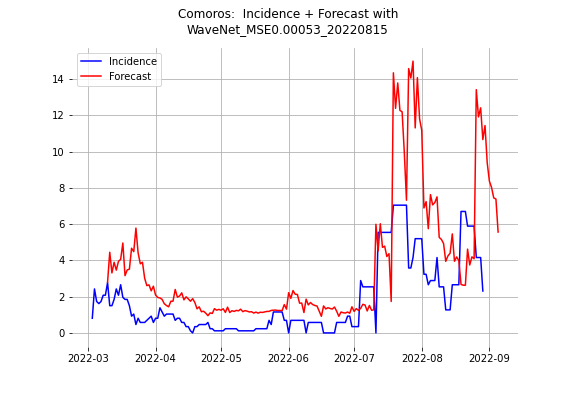 Comoros:  Incidence + Forecast with
WaveNet_MSE0.00053_20220815
Incidence
Forecast
14
12
10
8
6
4
2
0
2022-03 2022-04 2022-05 2022-06 2022-07 2022-08 2022-09